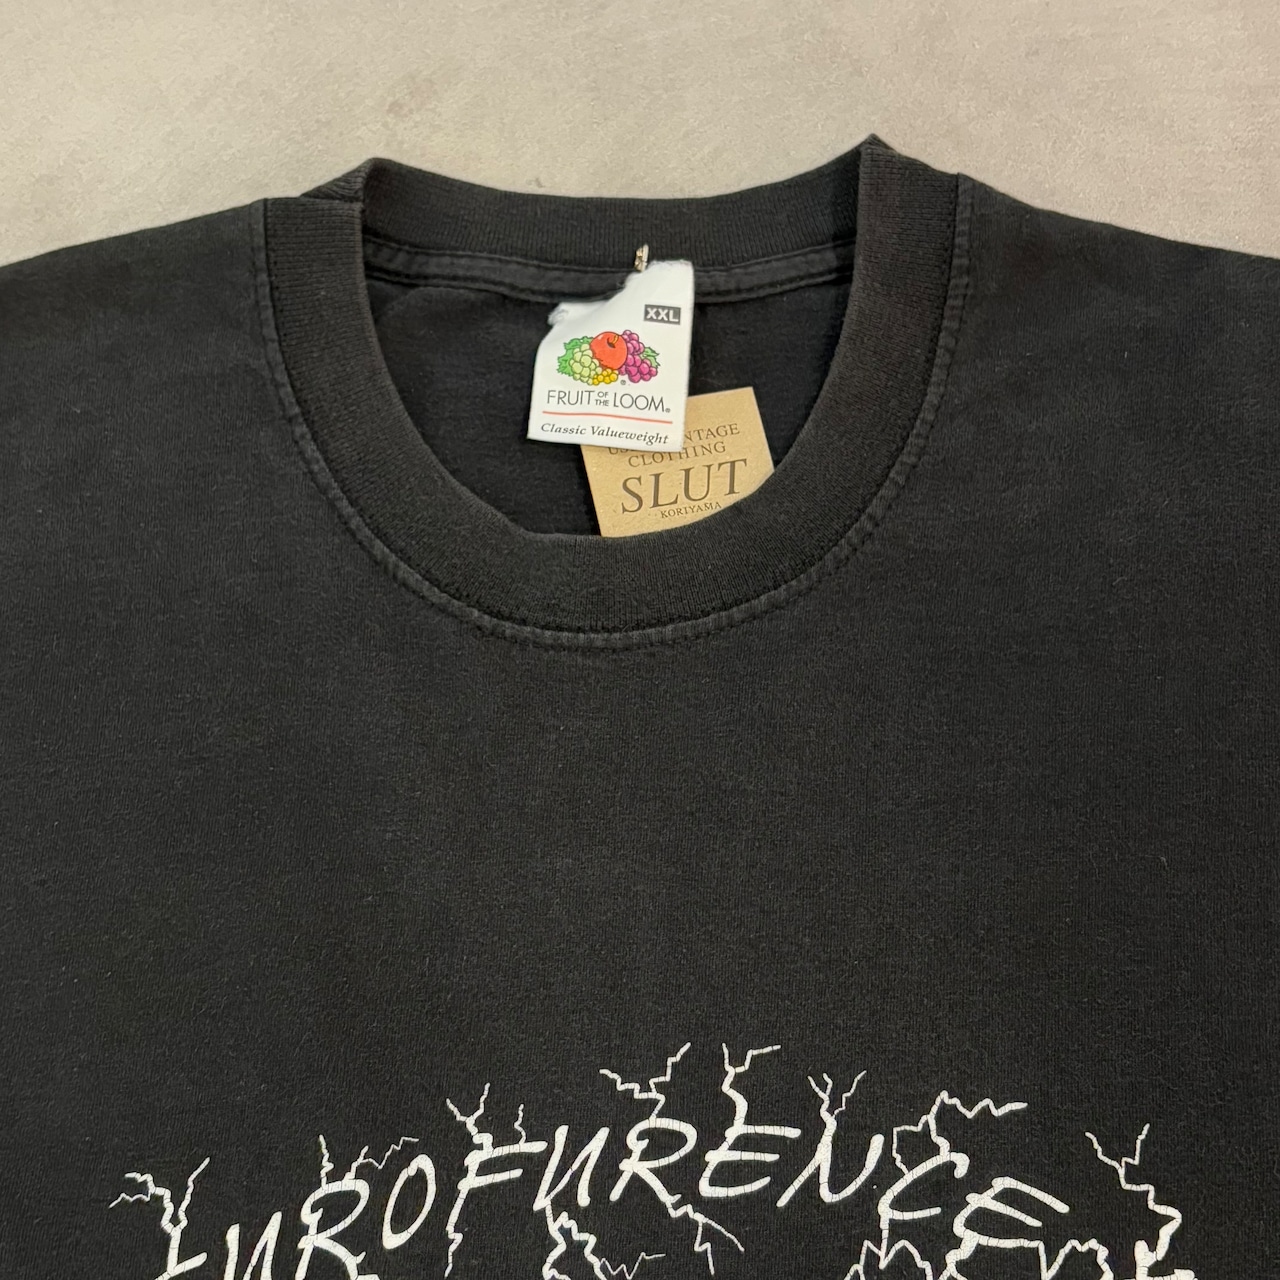 XXL
FRUIT OF THE LOOM®
Classic Valueweight
CLOTHING
SLUT
KORIYAMA
EUROFURENCE